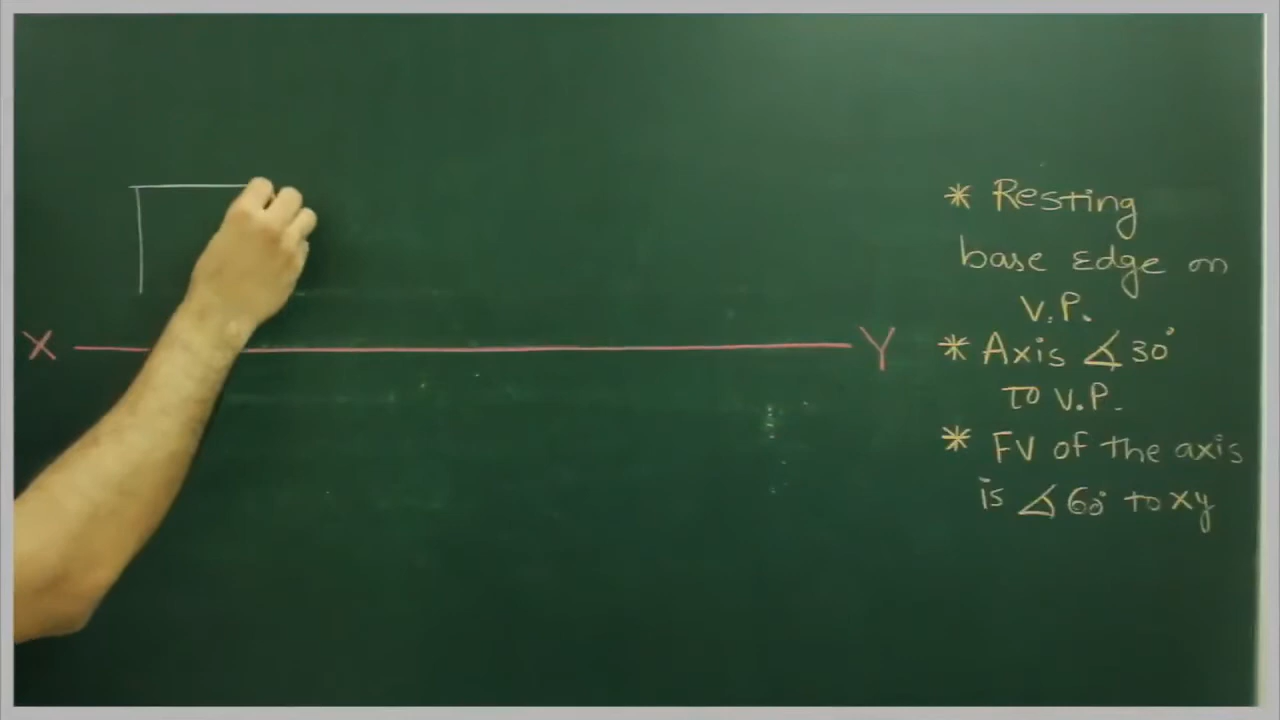 * Resting
base Edge on
V.P.
X Y
* Axis ∡ 30°
To V.P.
* FV of the axis
is ∡ 60° to xy